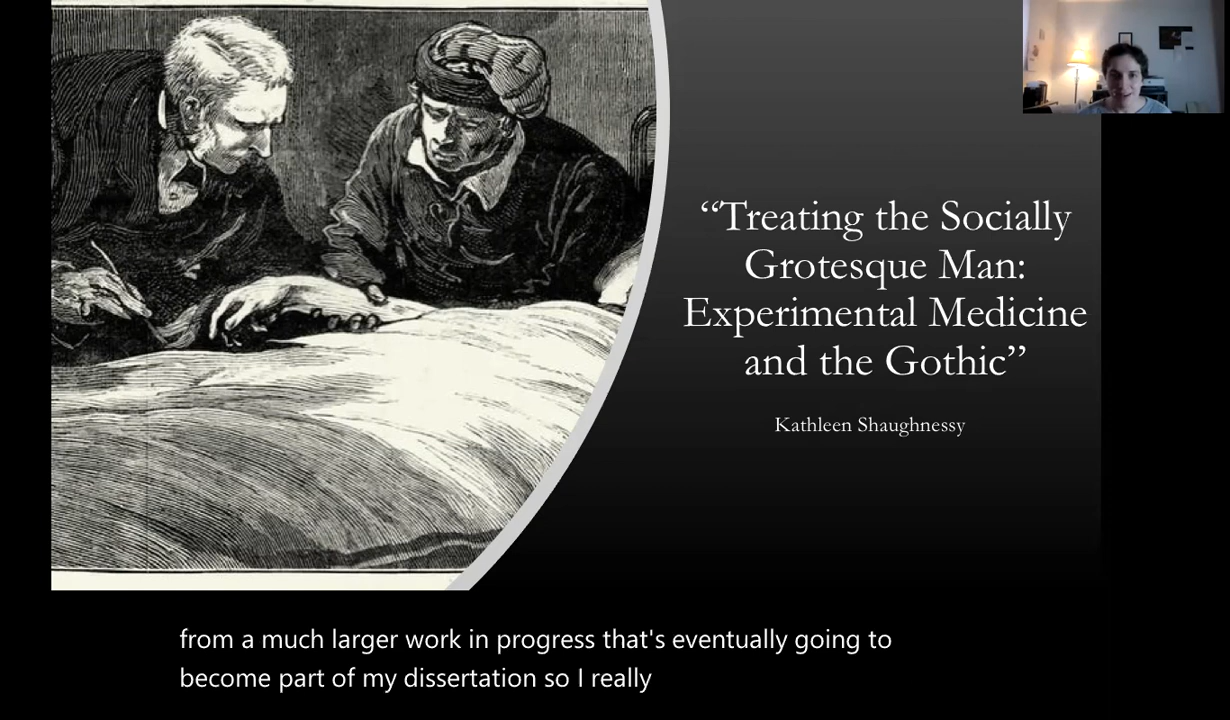 “Treating the Socially
Grotesque Man:
Experimental Medicine
and the Gothic”
Kathleen Shaughnessy
from a much larger work in progress that's eventually going to
become part of my dissertation so I really